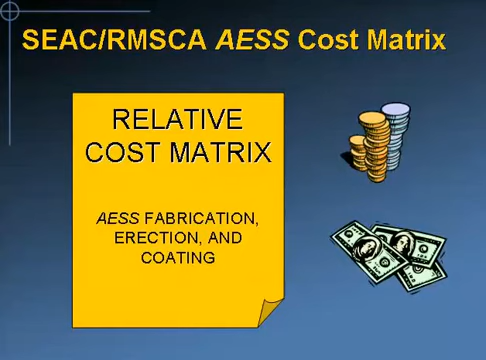 SEAC/RMSCA AESS Cost Matrix
RELATIVE
COST MATRIX
AESS FABRICATION,
ERECTION, AND
COATING